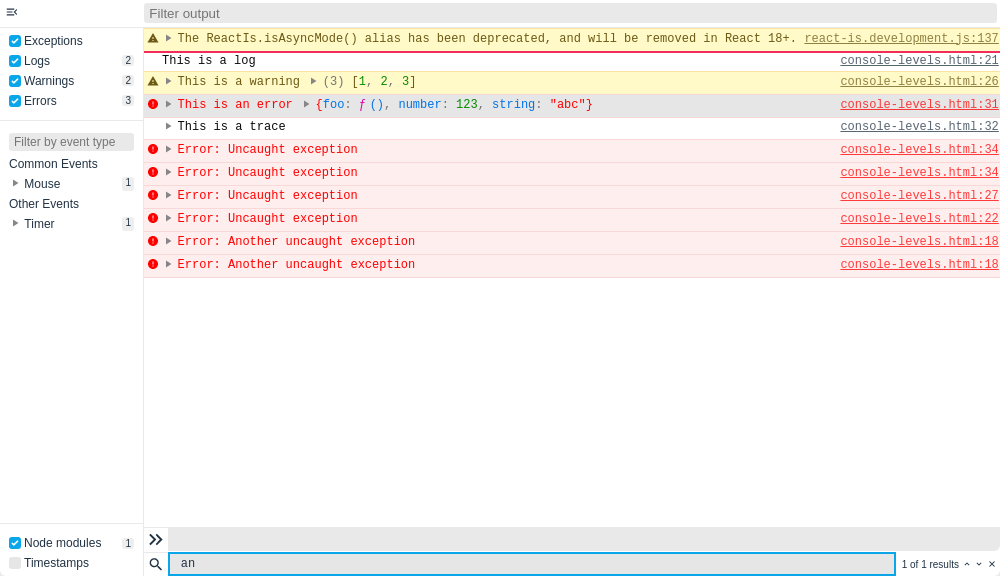 Filter output
Exceptions
Logs 2
Warnings 2
Errors 3
Filter by event type
Common Events
Mouse 1
Other Events
Timer 1
Node modules 1
Timestamps
The ReactIs.isAsyncMode() alias has been deprecated, and will be removed in React 18+. react-is.development.js:137
This is a log console-levels.html:21
This is a warning (3) [1, 2, 3] console-levels.html:26
This is an error {foo: ƒ (), number: 123, string: "abc"} console-levels.html:31
This is a trace console-levels.html:32
Error: Uncaught exception console-levels.html:34
Error: Uncaught exception console-levels.html:34
Error: Uncaught exception console-levels.html:27
Error: Uncaught exception console-levels.html:22
Error: Another uncaught exception console-levels.html:18
Error: Another uncaught exception console-levels.html:18
an 1 of 1 results